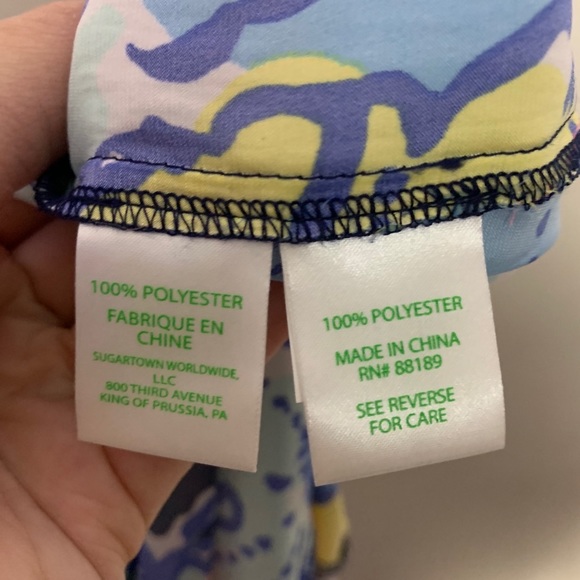 100% POLYESTER
FABRIQUE EN
CHINE
SUGARTOWN WORLDWIDE,
LLC
800 THIRD AVENUE
KING OF PRUSSIA, PA
100% POLYESTER
MADE IN CHINA
RN# 88189
SEE REVERSE
FOR CARE